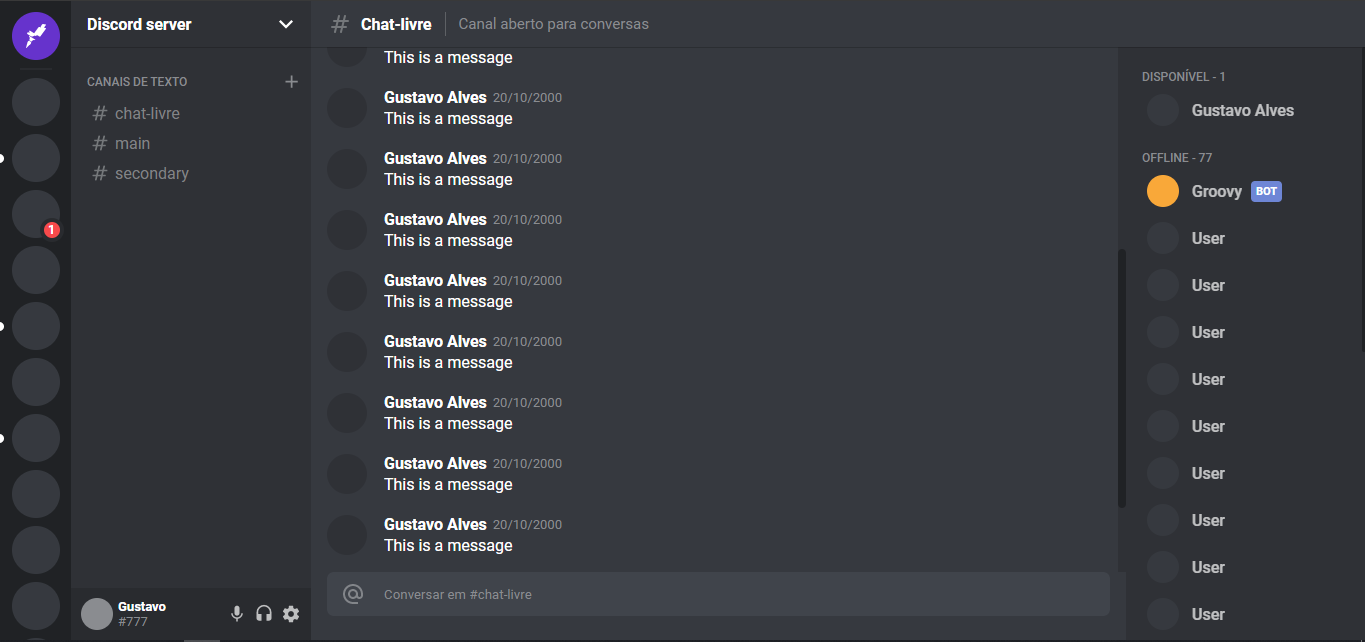 Discord server
CANAIS DE TEXTO +
# chat-livre
# main
# secondary
1
Gustavo
#777
# Chat-livre Canal aberto para conversas
This is a message
Gustavo Alves 20/10/2000
This is a message
Gustavo Alves 20/10/2000
This is a message
Gustavo Alves 20/10/2000
This is a message
Gustavo Alves 20/10/2000
This is a message
Gustavo Alves 20/10/2000
This is a message
Gustavo Alves 20/10/2000
This is a message
Gustavo Alves 20/10/2000
This is a message
Gustavo Alves 20/10/2000
This is a message
@ Conversar em #chat-livre
DISPONÍVEL - 1
Gustavo Alves
OFFLINE - 77
Groovy BOT
User
User
User
User
User
User
User
User
User